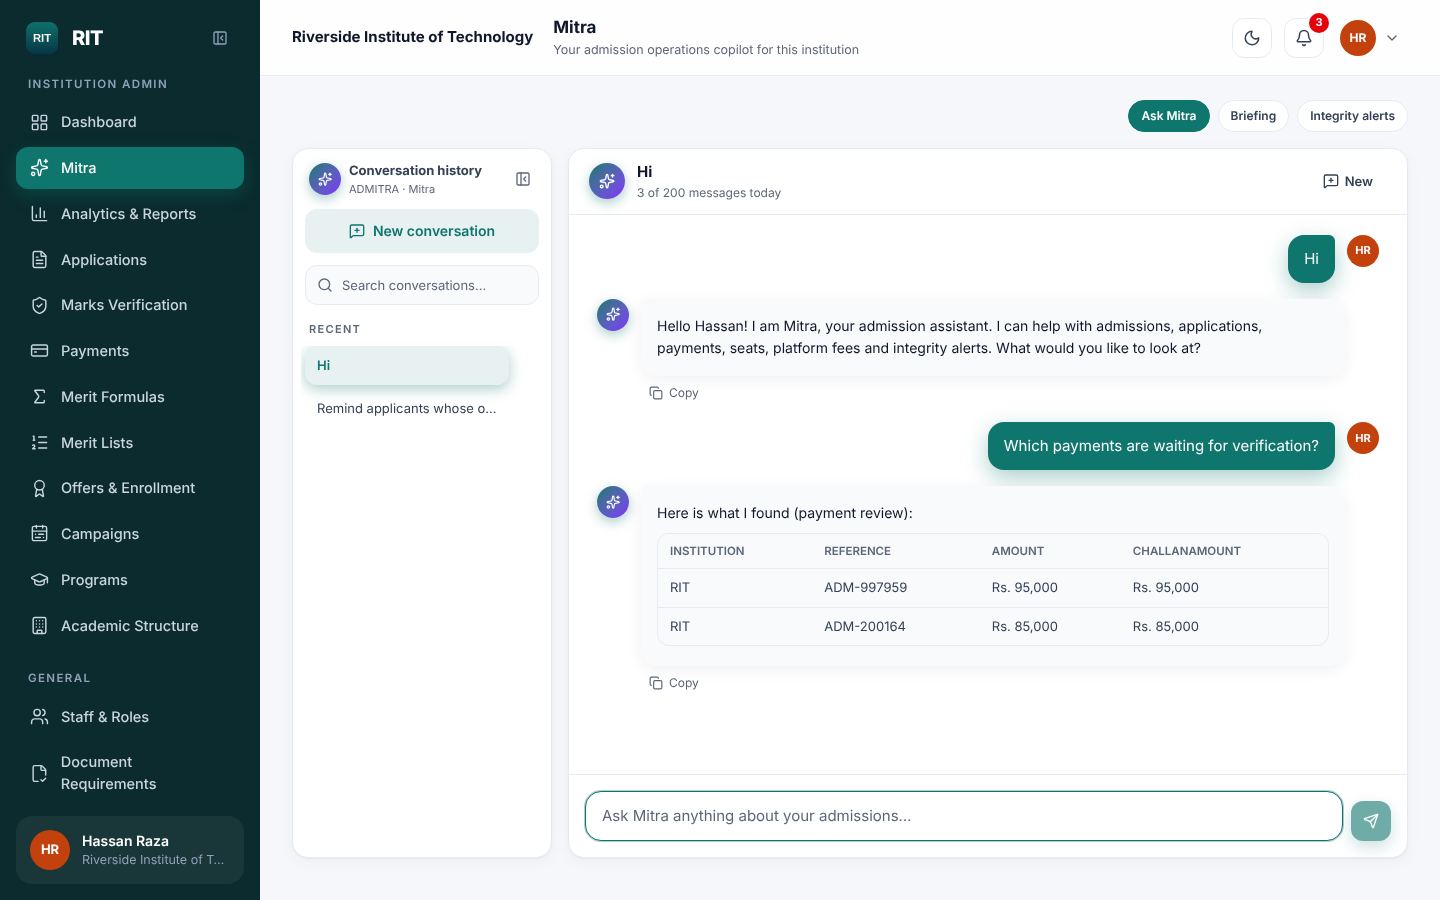 RIT RIT
INSTITUTION ADMIN
Dashboard
Mitra
Analytics & Reports
Applications
Marks Verification
Payments
Merit Formulas
Merit Lists
Offers & Enrollment
Campaigns
Programs
Academic Structure
GENERAL
Staff & Roles
Document
Requirements
HR
Hassan Raza
Riverside Institute of T...
Riverside Institute of Technology
Mitra
Your admission operations copilot for this institution
3
HR
Ask Mitra Briefing Integrity alerts
Conversation history
ADMITRA · Mitra
New conversation
Search conversations...
RECENT
Hi
Remind applicants whose o...
Hi
3 of 200 messages today
New
Hi HR
Hello Hassan! I am Mitra, your admission assistant. I can help with admissions, applications,
payments, seats, platform fees and integrity alerts. What would you like to look at?
Copy
Which payments are waiting for verification? HR
Here is what I found (payment review):
INSTITUTION REFERENCE AMOUNT CHALLANAMOUNT
RIT ADM-997959 Rs. 95,000 Rs. 95,000
RIT ADM-200164 Rs. 85,000 Rs. 85,000
Copy
Ask Mitra anything about your admissions...